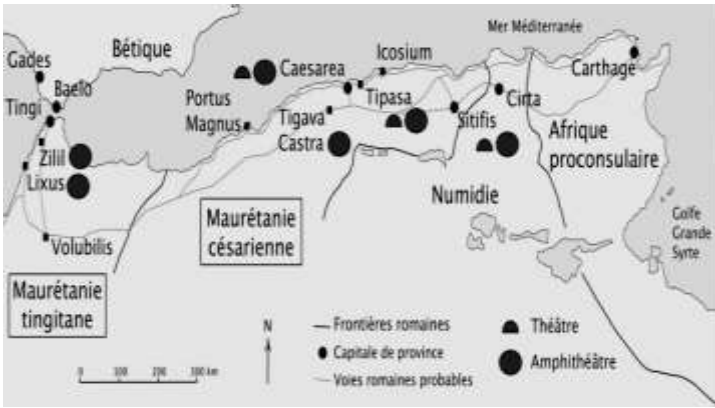 Mer Méditerranée
Bétique
Gades
Baelo
Tingi
Zilil
Lixus
Volubilis
Maurétanie
tingitane
Portus
Magnus
Caesarea
Icosium
Tipasa
Tigava
Castra
Sitifis
Cirta
Carthage
Afrique
proconsulaire
Numidie
Maurétanie
césarienne
Golfe
Grande
Syrte
N
0 100 200 300 km
Frontières romaines
Capitale de province
Voies romaines probables
Théâtre
Amphithéâtre